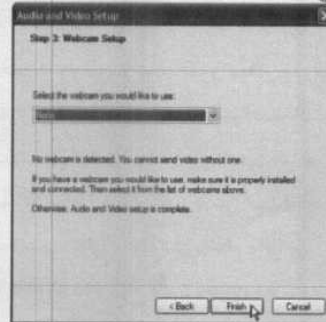 Audio and Video Setup
Step 3: Webcam Setup
Select the webcam you would like to use:
None
No webcam is detected. You cannot send video without one.
If you have a webcam you would like to use, make sure it is properly installed
and connected. Then select it from the list of webcams above.
Otherwise, Audio and Video setup is complete.
< Back
Finish
Cancel